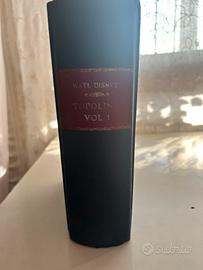 WALT DISNEY
TOPOLINO
VOL 1
subito